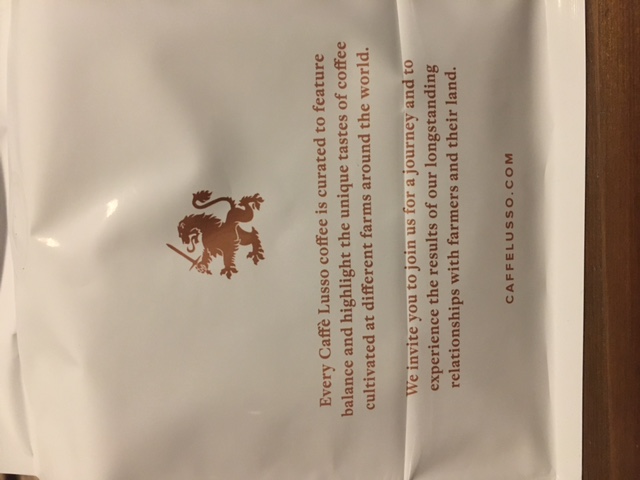 Every Caffè Lusso coffee is curated to feature
balance and highlight the unique tastes of coffee
cultivated at different farms around the world.
We invite you to join us for a journey and to
experience the results of our longstanding
relationships with farmers and their land.
CAFFELUSSO.COM